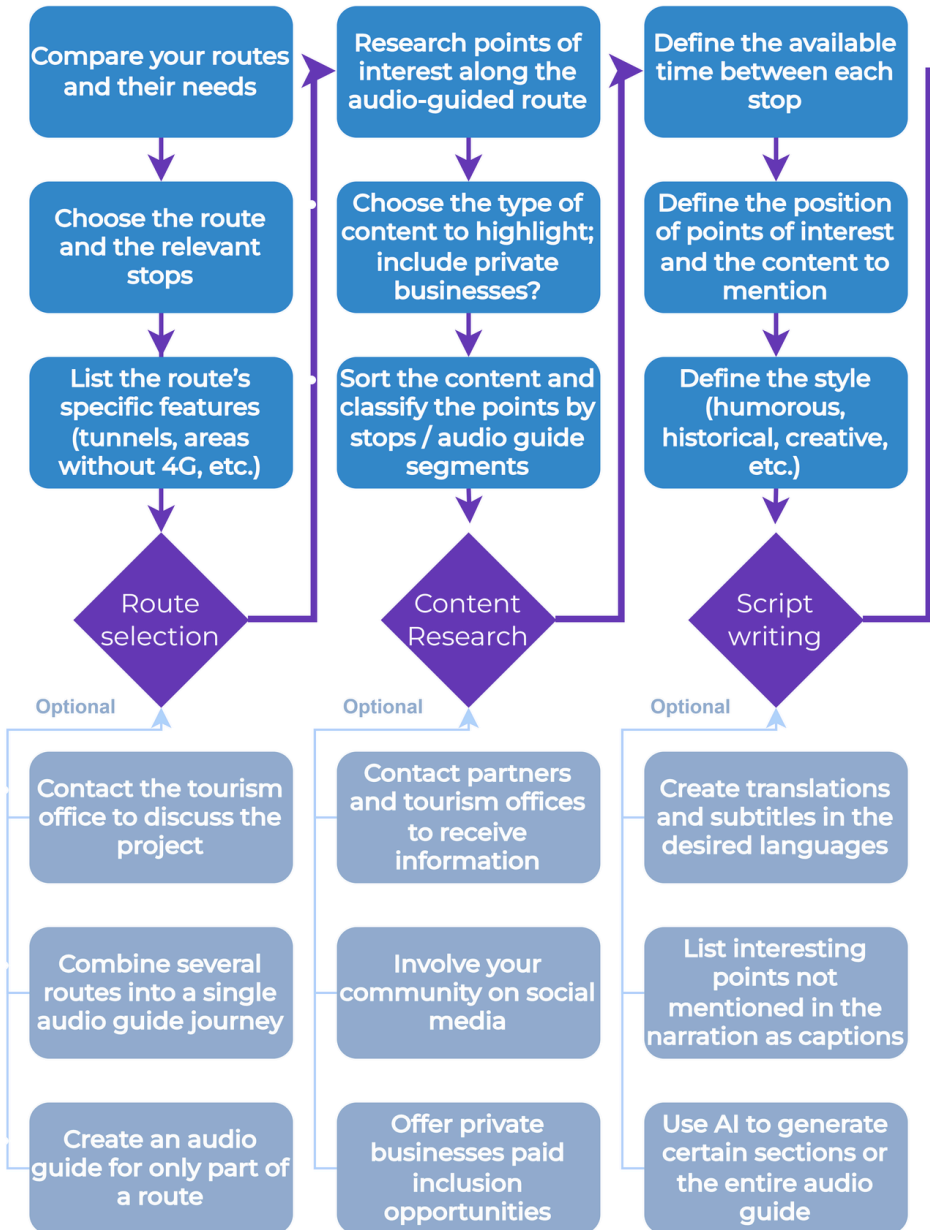 Compare your routes
and their needs
Choose the route
and the relevant
stops
List the route's
specific features
(tunnels, areas
without 4G, etc.)
Route
selection
Optional
Contact the tourism
office to discuss the
project
Combine several
routes into a single
audio guide journey
Create an audio
guide for only part of
a route
Research points of
interest along the
audio-guided route
Choose the type of
content to highlight;
include private
businesses?
Sort the content and
classify the points by
stops / audio guide
segments
Content
Research
Optional
Contact partners
and tourism offices
to receive
information
Involve your
community on social
media
Offer private
businesses paid
inclusion
opportunities
Define the available
time between each
stop
Define the position
of points of interest
and the content to
mention
Define the style
(humorous,
historical, creative,
etc.)
Script
writing
Optional
Create translations
and subtitles in the
desired languages
List interesting
points not
mentioned in the
narration as captions
Use AI to generate
certain sections or
the entire audio
guide